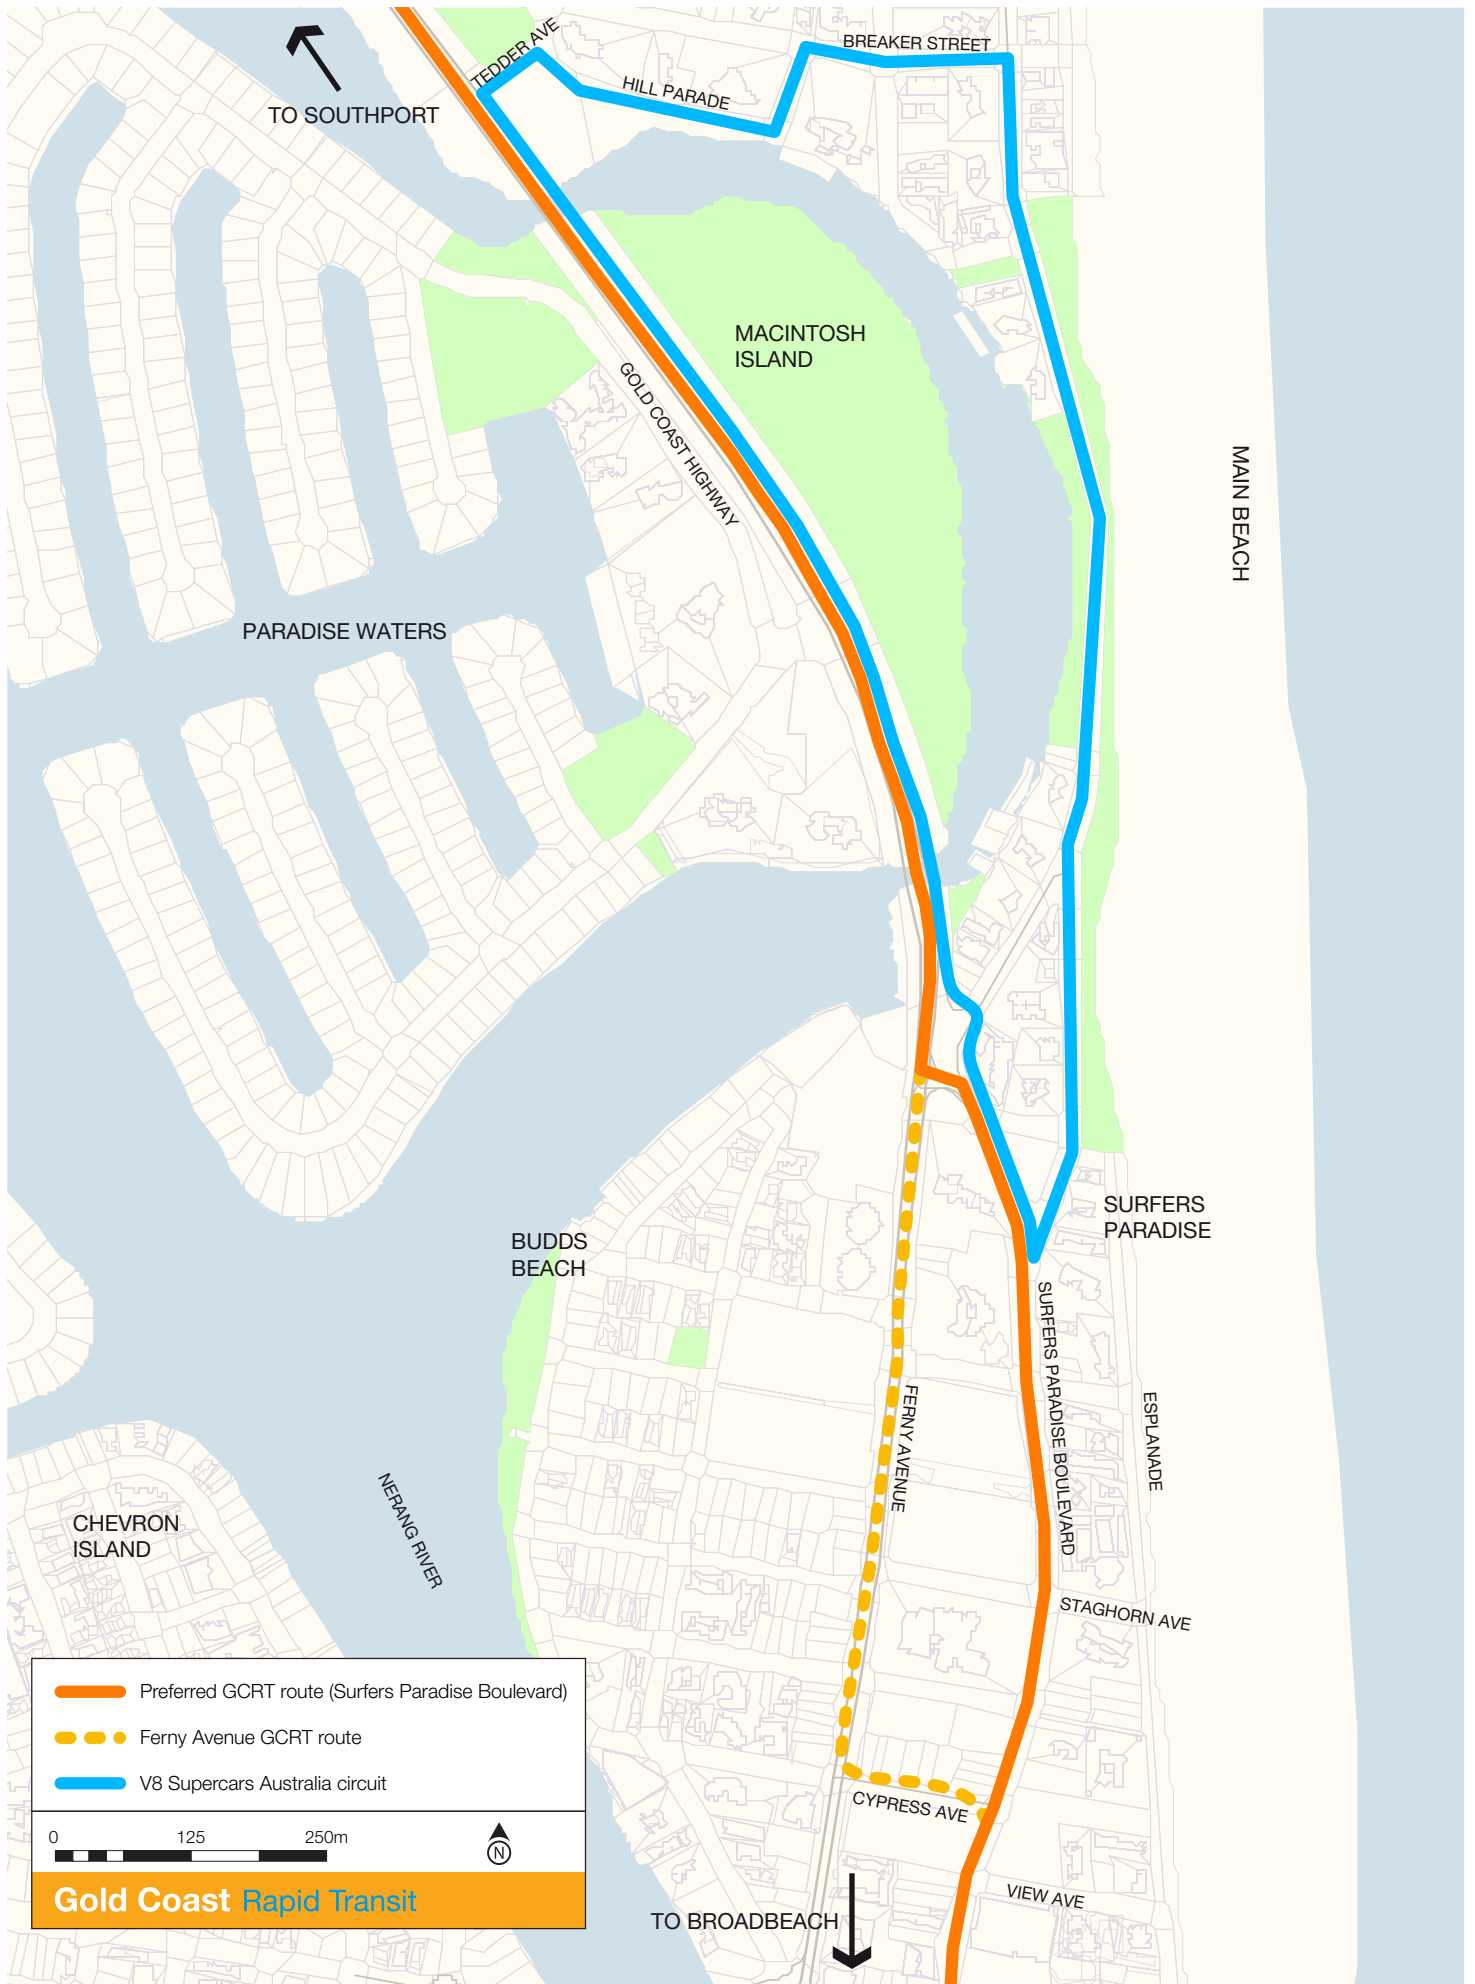 TEDDER AVE
BREAKER STREET
HILL PARADE
TO SOUTHPORT
MACINTOSH
ISLAND
GOLD COAST HIGHWAY
MAIN BEACH
PARADISE WATERS
SURFERS
PARADISE
BUDDS
BEACH
SURFERS PARADISE BOULEVARD
FERNY AVENUE
ESPLANADE
NERANG RIVER
CHEVRON
ISLAND
STAGHORN AVE
Preferred GCRT route (Surfers Paradise Boulevard)
Ferny Avenue GCRT route
V8 Supercars Australia circuit
CYPRESS AVE
0 125 250m
N
Gold Coast Rapid Transit
VIEW AVE
TO BROADBEACH